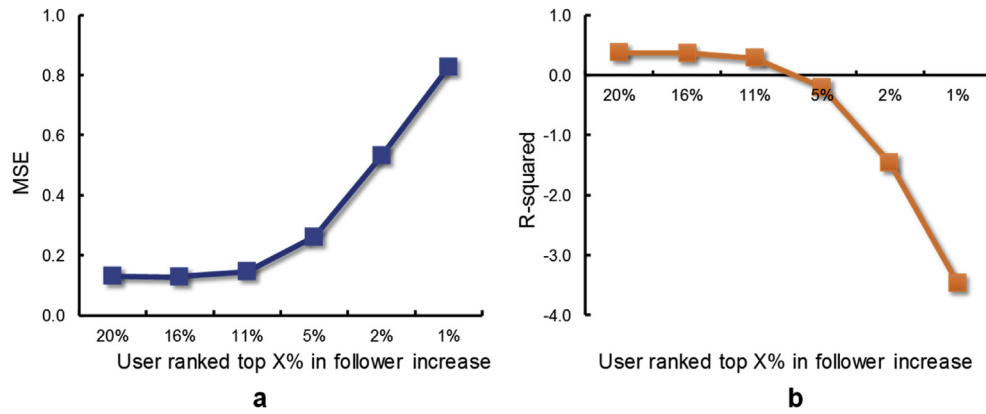 1.0
0.8
0.6
0.4
0.2
0.0
MSE
20% 16% 11% 5% 2% 1%
User ranked top X% in follower increase
a
1.0
0.0
-1.0
-2.0
-3.0
-4.0
R-squared
20% 16% 11% 5% 2% 1%
User ranked top X% in follower increase
b